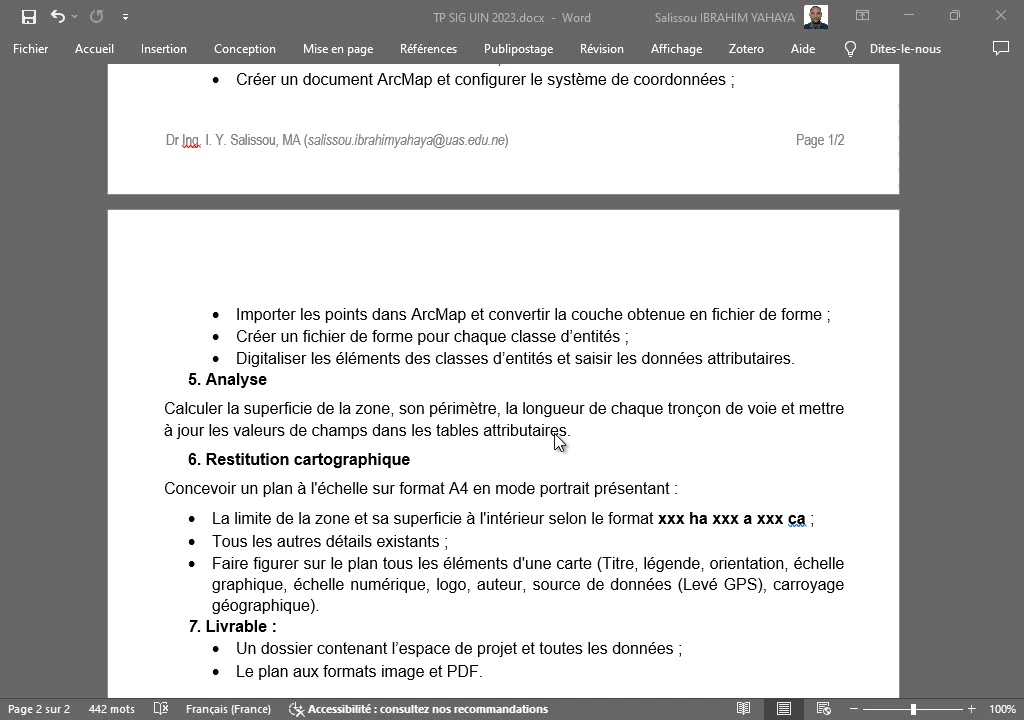 TP SIG UIN 2023.docx - Word
Salissou IBRAHIM YAHAYA
Fichier Accueil Insertion Conception Mise en page Références Publipostage Révision Affichage Zotero Aide Dites-le-nous
• Créer un document ArcMap et configurer le système de coordonnées ;
Dr Ing. I. Y. Salissou, MA (salissou.ibrahimyahaya@uas.edu.ne) Page 1/2
• Importer les points dans ArcMap et convertir la couche obtenue en fichier de forme ;
• Créer un fichier de forme pour chaque classe d’entités ;
• Digitaliser les éléments des classes d’entités et saisir les données attributaires.
5. Analyse
Calculer la superficie de la zone, son périmètre, la longueur de chaque tronçon de voie et mettre
à jour les valeurs de champs dans les tables attributaires.
6. Restitution cartographique
Concevoir un plan à l'échelle sur format A4 en mode portrait présentant :
• La limite de la zone et sa superficie à l'intérieur selon le format xxx ha xxx a xxx ca ;
• Tous les autres détails existants ;
• Faire figurer sur le plan tous les éléments d'une carte (Titre, légende, orientation, échelle
graphique, échelle numérique, logo, auteur, source de données (Levé GPS), carroyage
géographique).
7. Livrable :
• Un dossier contenant l’espace de projet et toutes les données ;
• Le plan aux formats image et PDF.
Page 2 sur 2 442 mots Français (France) Accessibilité : consultez nos recommandations 100%